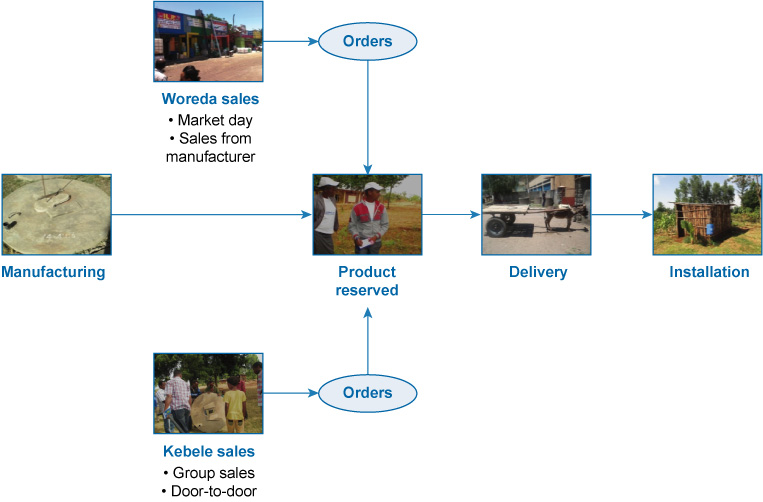 Orders
Woreda sales
• Market day
• Sales from
manufacturer
Manufacturing
Product
reserved
Delivery
Installation
Orders
Kebele sales
• Group sales
• Door-to-door